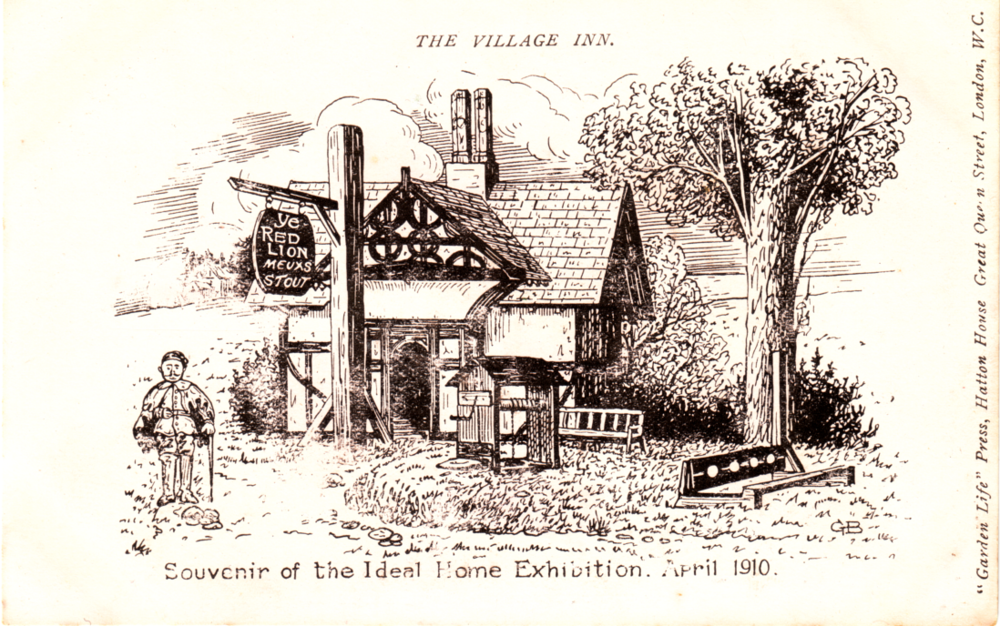 THE VILLAGE INN.
Ye
RED
LION
MEUXS
STOUT
GB
Souvenir of the Ideal Home Exhibition. April 1910.
"Garden Life" Press, Hatton House Great Queen Street, London, W.C.